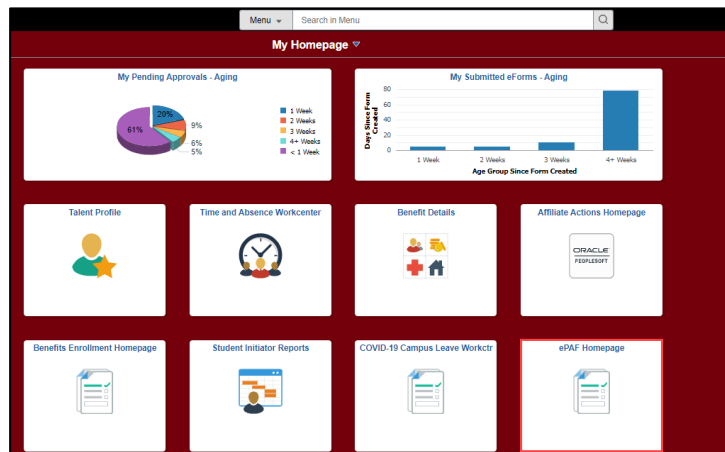 Menu
Search in Menu
My Homepage
My Pending Approvals - Aging
20%
9%
6%
5%
61%
1 Week
2 Weeks
3 Weeks
4+ Weeks
< 1 Week
My Submitted eForms - Aging
Days Since Form
Created
80
60
40
20
0
1 Week
2 Weeks
3 Weeks
4+ Weeks
Age Group Since Form Created
Talent Profile
Time and Absence Workcenter
Benefit Details
Affiliate Actions Homepage
ORACLE
PEOPLESOFT
Benefits Enrollment Homepage
Student Initiator Reports
COVID-19 Campus Leave Workctr
ePAF Homepage